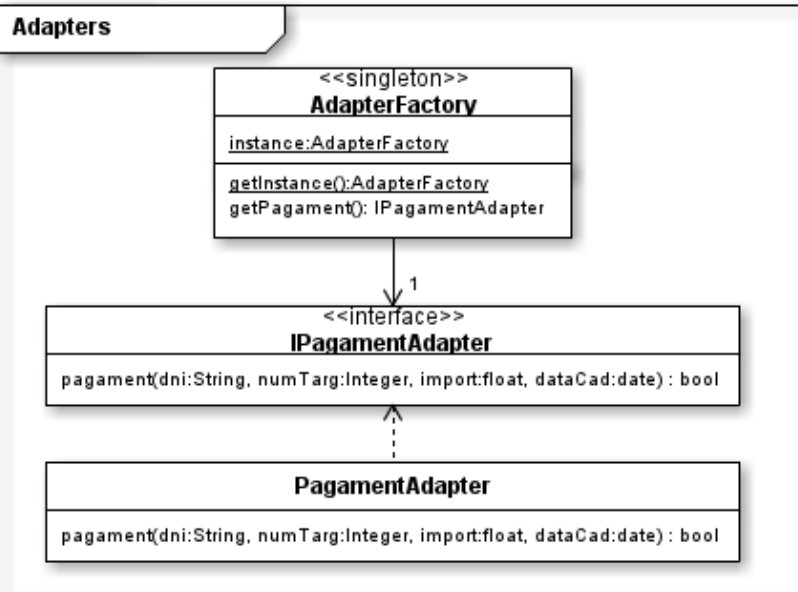 Adapters
<<singleton>>
AdapterFactory
instance:AdapterFactory
getInstance():AdapterFactory
getPagament(): IPagamentAdapter
1
<<interface>>
IPagamentAdapter
pagament(dni:String, numTarg:Integer, import:float, dataCad:date) : bool
PagamentAdapter
pagament(dni:String, numTarg:Integer, import:float, dataCad:date) : bool